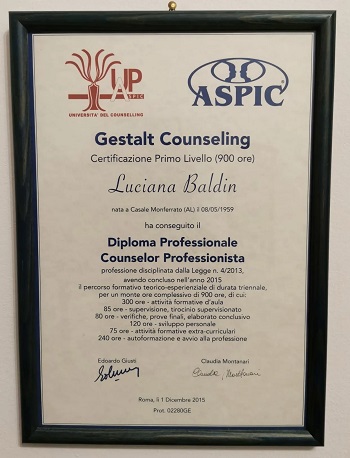 UP
ASPIC
UNIVERSITA' DEL COUNSELLING
ASPIC
Gestalt Counseling
Certificazione Primo Livello (900 ore)
Luciana Baldin
nata a Casale Monferrato (AL) il 08/05/1959
ha conseguito il
Diploma Professionale
Counselor Professionista
professione disciplinata dalla Legge n. 4/2013,
avendo concluso nell'anno 2015
il percorso formativo teorico-esperienziale di durata triennale,
per un monte ore complessivo di 900 ore, di cui:
300 ore - attività formative d'aula
85 ore - supervisione, tirocinio supervisionato
80 ore - verifiche, prove finali, elaborato conclusivo
120 ore - sviluppo personale
75 ore - attività formative extra-curriculari
240 ore - autoformazione e avvio alla professione
Edoardo Giusti
Claudia Montanari
Claudia Montanari
Roma, lì 1 Dicembre 2015
Prot. 02280GE